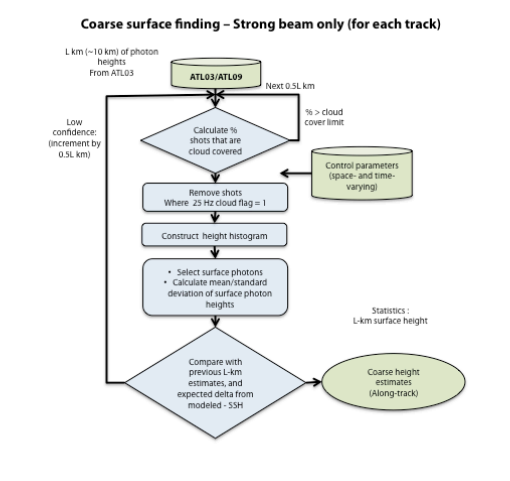 Coarse surface finding – Strong beam only (for each track)
L km (~10 km) of photon
heights
From ATL03
ATL03/ATL09
Next 0.5L km
% > cloud
cover limit
Low
confidence:
(increment by
0.5L km)
Calculate %
shots that are
cloud covered
Control parameters
(space- and time-
varying)
Remove shots
Where 25 Hz cloud flag = 1
Construct height histogram
• Select surface photons
• Calculate mean/standard
deviation of surface photon
heights
Statistics :
L-km surface height
Compare with
previous L-km
estimates, and
expected delta from
modeled - SSH
Coarse height
estimates
(Along-track)